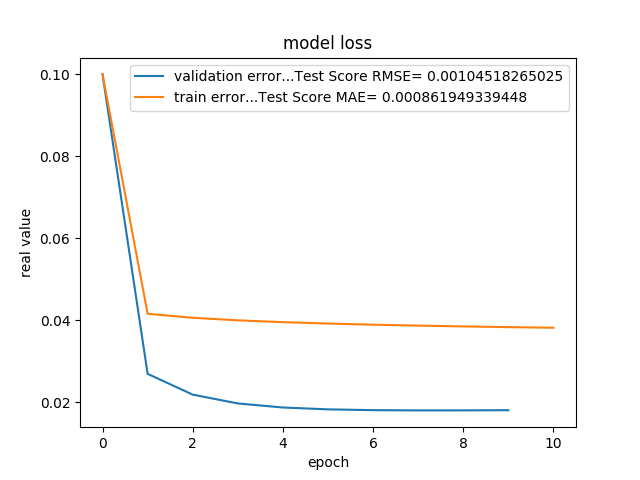 model loss
validation error...Test Score RMSE= 0.00104518265025
train error...Test Score MAE= 0.000861949339448
real value
0.10
0.08
0.06
0.04
0.02
0 2 4 6 8 10
epoch